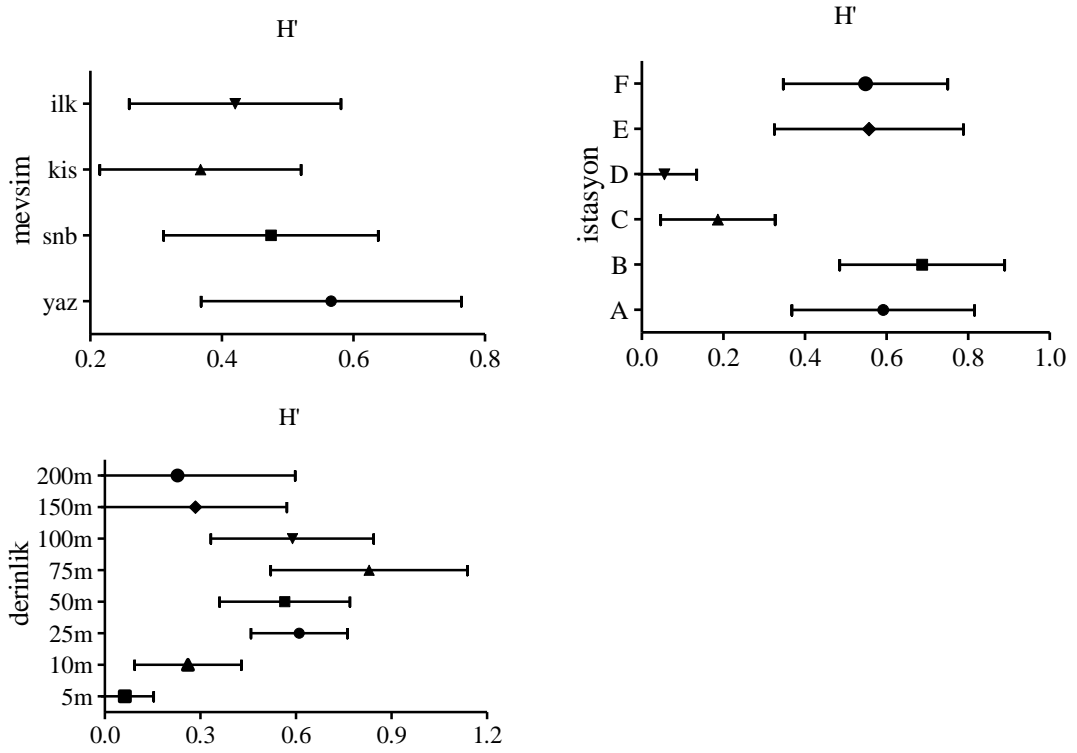 H'
mevsim
ilk
kis
snb
yaz
0.2 0.4 0.6 0.8
H'
istasyon
F
E
D
C
B
A
0.0 0.2 0.4 0.6 0.8 1.0
H'
derinlik
200m
150m
100m
75m
50m
25m
10m
5m
0.0 0.3 0.6 0.9 1.2